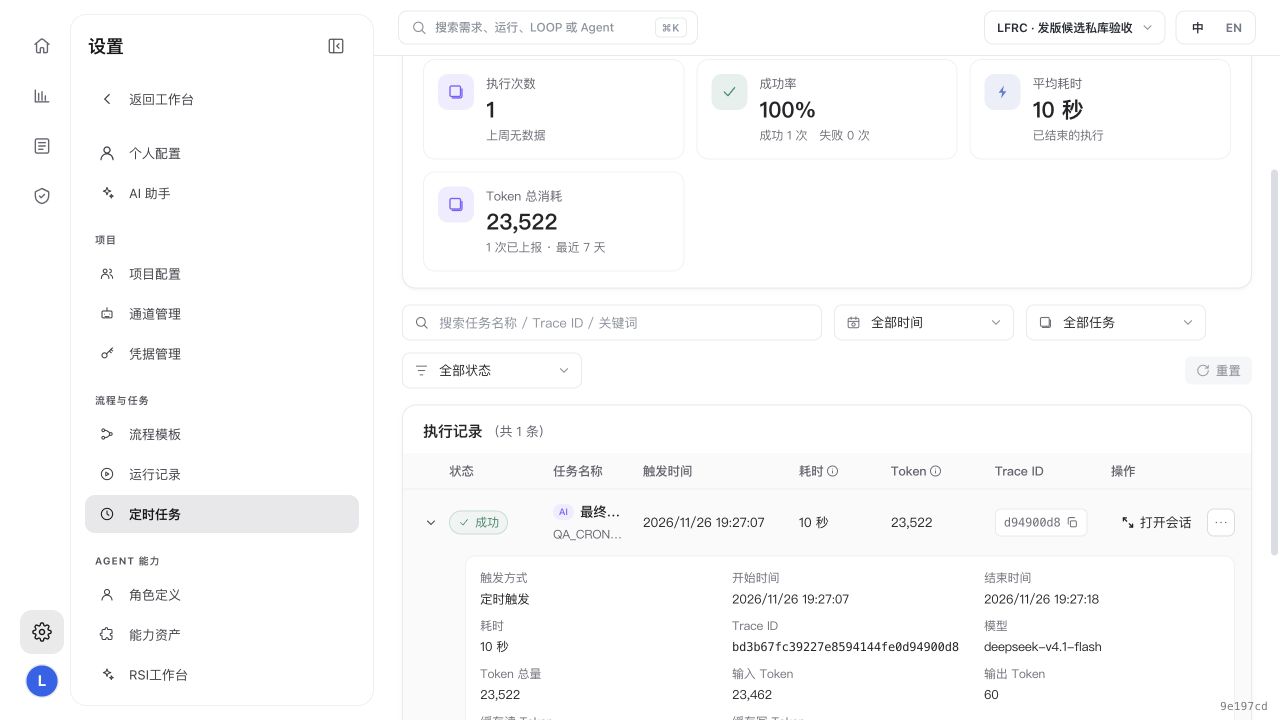 设置
返回工作台
个人配置
AI 助手
项目
项目配置
通道管理
凭据管理
流程与任务
流程模板
运行记录
定时任务
AGENT 能力
角色定义
能力资产
RSI工作台
L
搜索需求、运行、LOOP 或 Agent
⌘K
LFRC · 发版候选私库验收
中 EN
执行次数
1
上周无数据
成功率
100%
成功 1 次 失败 0 次
平均耗时
10 秒
已结束的执行
Token 总消耗
23,522
1 次已上报 · 最近 7 天
搜索任务名称 / Trace ID / 关键词
全部时间
全部任务
全部状态
重置
执行记录 (共 1 条)
状态 任务名称 触发时间 耗时 Token Trace ID 操作
成功 AI 最终... 2026/11/26 19:27:07 10 秒 23,522 d94900d8 打开会话 ...
QA_CRON...
触发方式 开始时间 结束时间
定时触发 2026/11/26 19:27:07 2026/11/26 19:27:18
耗时 Trace ID 模型
10 秒 bd3b67fc39227e8594144fe0d94900d8 deepseek-v4.1-flash
Token 总量 输入 Token 输出 Token
23,522 23,462 60
9e197cd